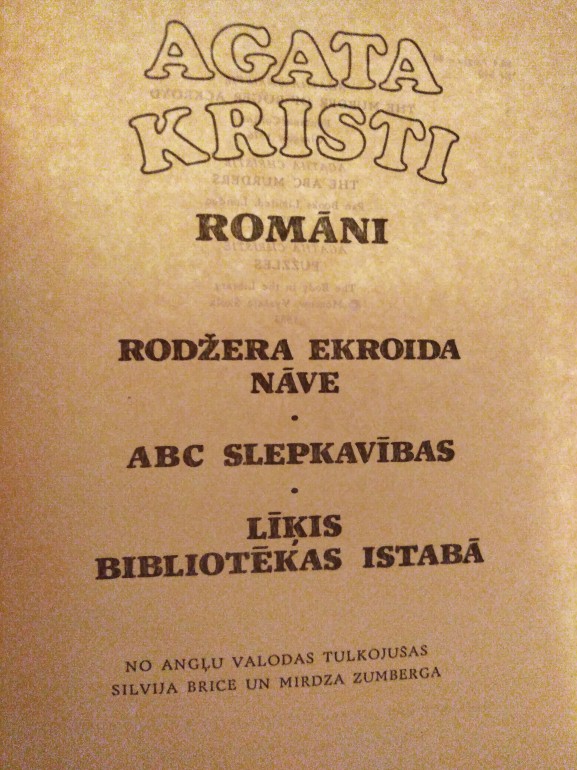 AGATA
KRISTI
ROMĀNI
RODŽERA EKROIDA
NĀVE
•
ABC SLEPKAVĪBAS
•
LĪĶIS
BIBLIOTĒKAS ISTABĀ
NO ANGĻU VALODAS TULKOJUŠAS
SILVIJA BRICE UN MIRDZA ZUMBERGA